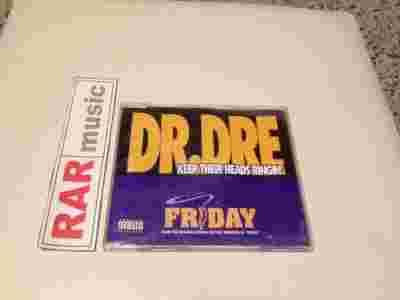 RAR music
DR.DRE
KEEP THEIR HEADS RINGIN'
FRIDAY